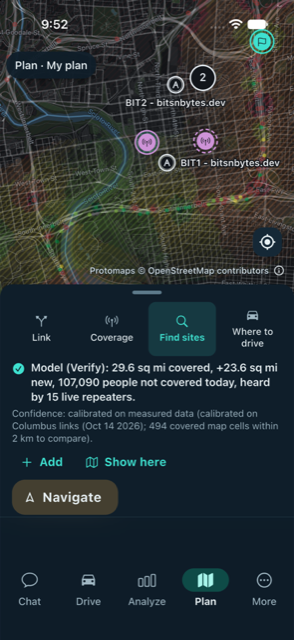 9:52
Plan - My plan
2
A
BIT2 - bitsnbytes.dev
A
BIT1 - bitsnbytes.dev
Protomaps © OpenStreetMap contributors
Link
Coverage
Find sites
Where to
drive
Model (Verify): 29.6 sq mi covered, +23.6 sq mi
new, 107,090 people not covered today, heard
by 15 live repeaters.
Confidence: calibrated on measured data (calibrated on
Columbus links (Oct 14 2026); 494 covered map cells within
2 km to compare).
+ Add
Show here
Navigate
Chat
Drive
Analyze
Plan
More